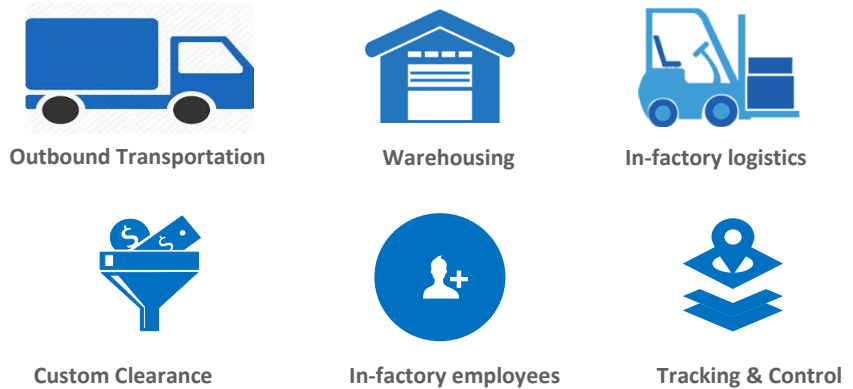 Outbound Transportation
Warehousing
In-factory logistics
$
$
Custom Clearance
In-factory employees
Tracking & Control